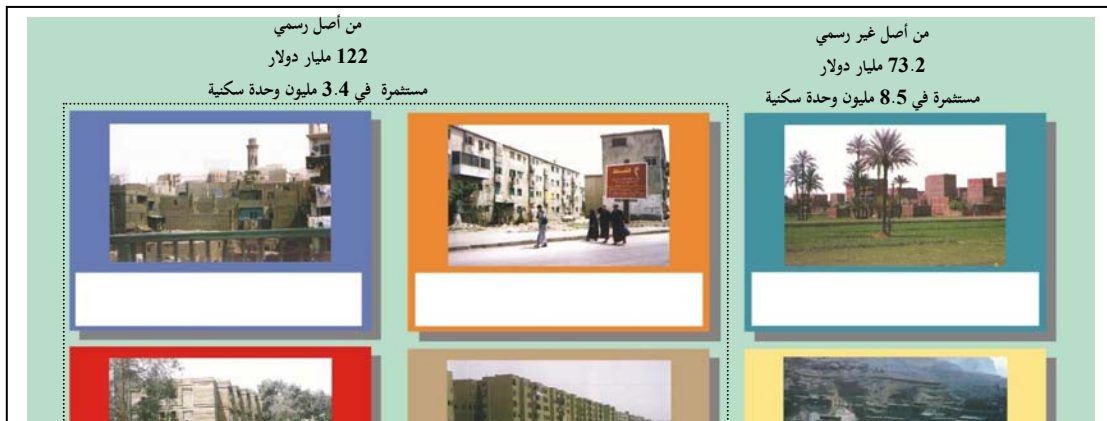 من أصل غير رسمي
73.2 مليار دولار
مستثمرة في 8.5 مليون وحدة سكنية
من أصل رسمي
122 مليار دولار
مستثمرة في 3.4 مليون وحدة سكنية